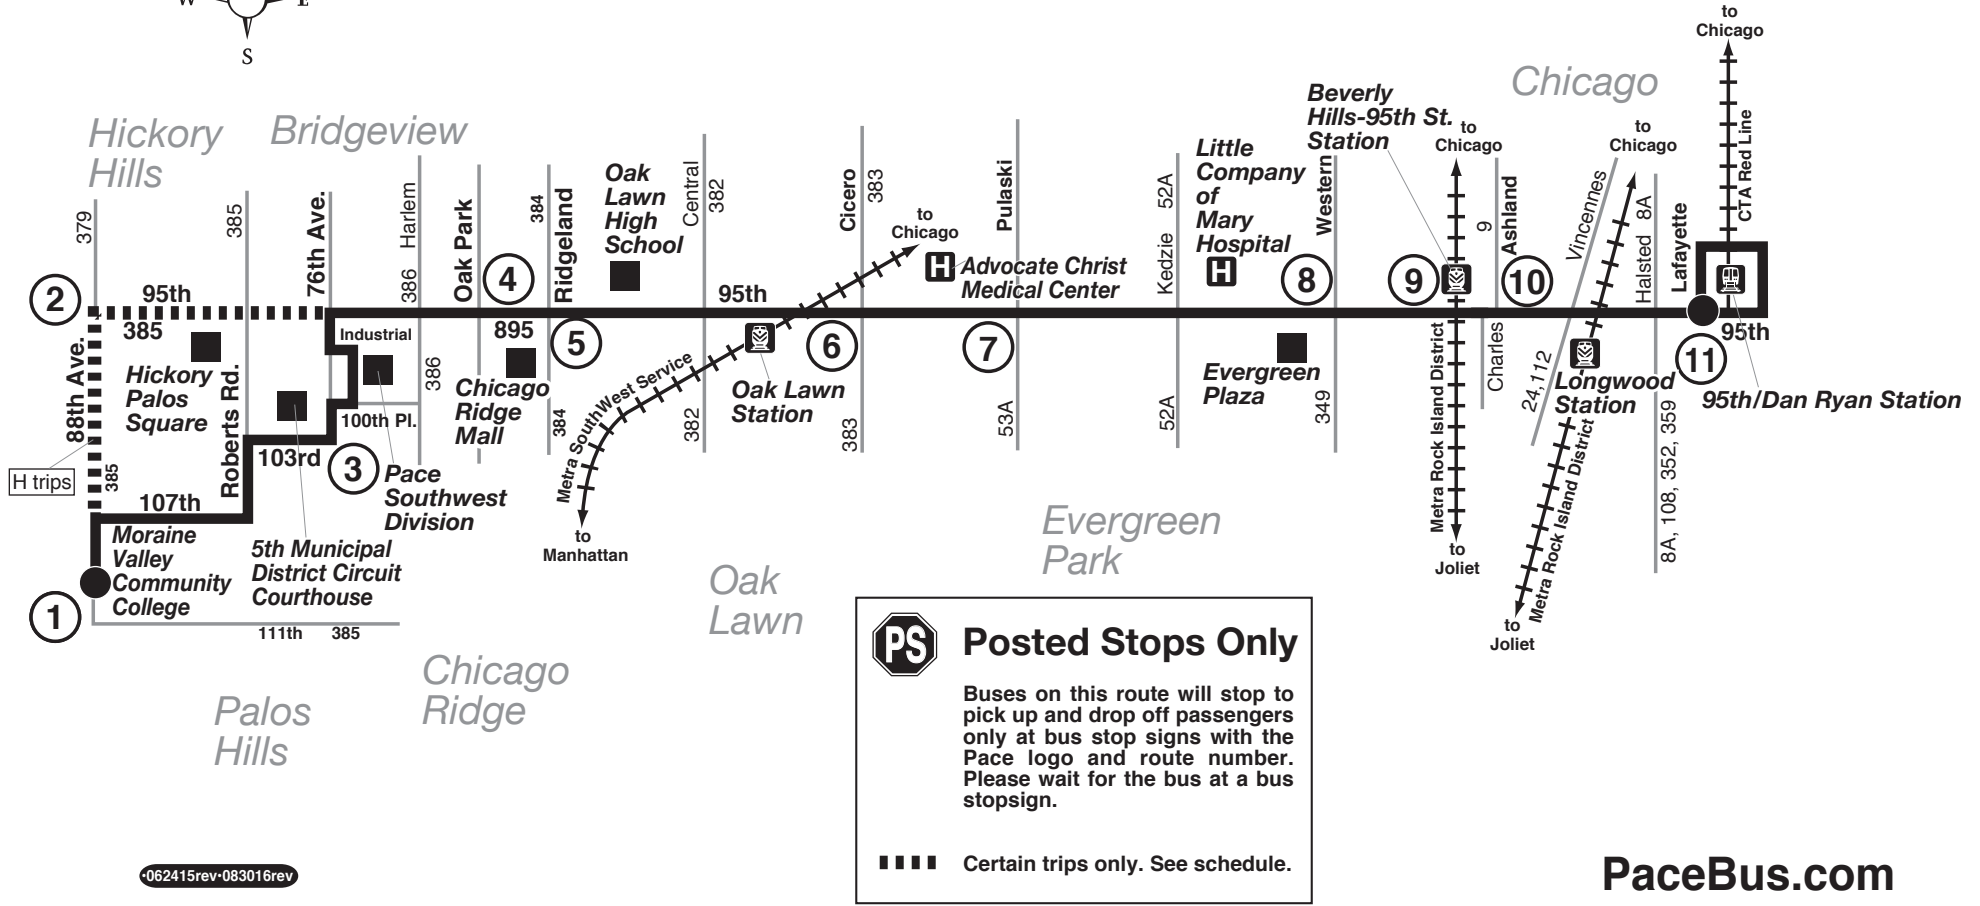 W
E
S
to
Chicago
CTA Red Line
Chicago
Hickory
Hills
Bridgeview
Beverly
Hills-95th St.
Station
to
Chicago
to
Chicago
379
385
76th Ave.
386 Harlem
Oak Park
384
Ridgeland
Oak
Lawn
High
School
Central
382
Cicero
383
to
Chicago
Pulaski
Kedzie 52A
Little
Company
of
Mary
Hospital
Western
9
Ashland
Vincennes
Halsted 8A
Lafayette
H
Advocate Christ
Medical Center
H
2
95th
4
95th
8
9
10
385
Industrial
895
5
6
7
95th
11
88th Ave.
Hickory
Palos
Square
Roberts Rd.
386
Chicago
Ridge
Mall
384
Metra SouthWest Service
Oak Lawn
Station
382
383
53A
52A
Evergreen
Plaza
349
Metra Rock Island District
Charles
24,112
Longwood
Station
95th/Dan Ryan Station
100th Pl.
103rd
3
Pace
Southwest
Division
H trips
385
107th
8A, 108, 352, 359
Metra Rock Island District
Moraine
Valley
Community
College
5th Municipal
District Circuit
Courthouse
to
Manhattan
to
Joliet
to
Joliet
1
111th 385
Evergreen
Park
Oak
Lawn
Chicago
Ridge
Palos
Hills
PS
Posted Stops Only
Buses on this route will stop to
pick up and drop off passengers
only at bus stop signs with the
Pace logo and route number.
Please wait for the bus at a bus
stopsign.
Certain trips only. See schedule.
•062415rev•083016rev
PaceBus.com